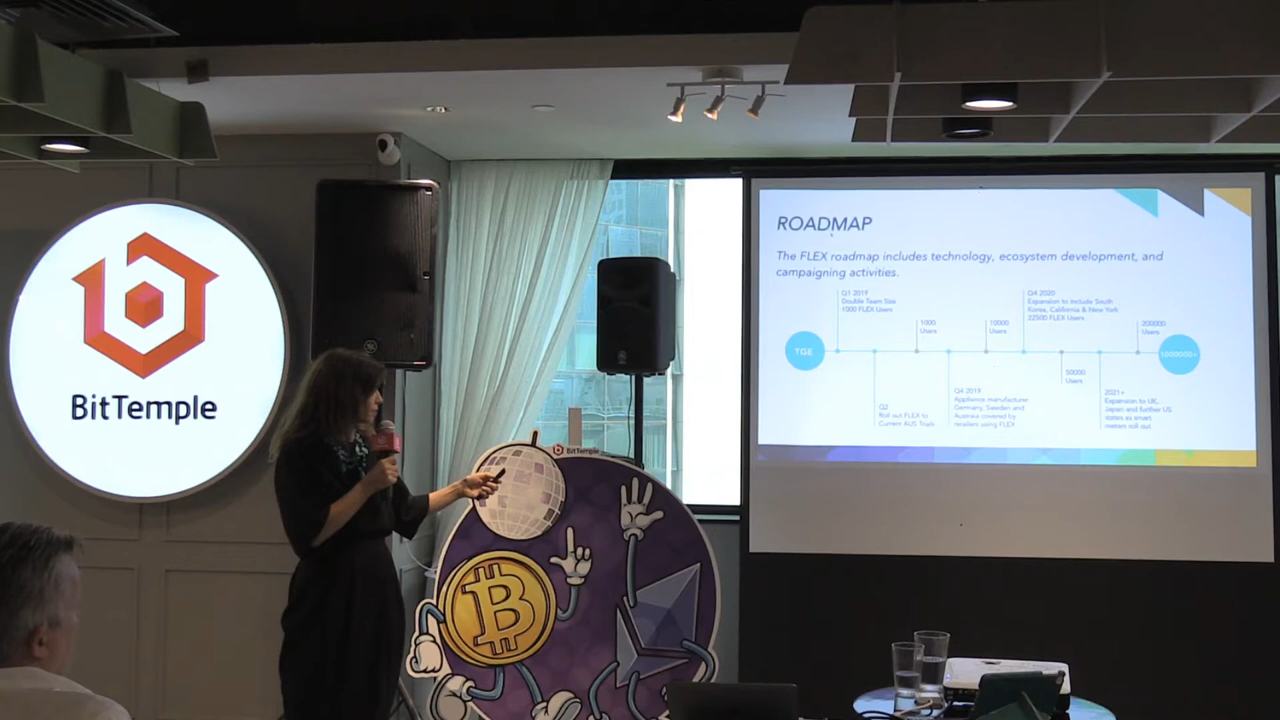 BitTemple
BitTemple
ROADMAP
The FLEX roadmap includes technology, ecosystem development, and
campaigning activities.
Q1 2019
Double Team Size
1000 FLEX Users
Q4 2020
Expansion to include South
Korea, California & New York
22500 FLEX Users
1000
Users
10000
Users
200000
Users
TGE
1000000+
50000
Users
Q4 2019
Appliance manufacturer
Germany, Sweden and
Australia covered by
retailers using FLEX
2021+
Expansion to UK,
Japan and further US
states as smart
meters roll out.
Q2
Roll out FLEX to
Current AUS Trials